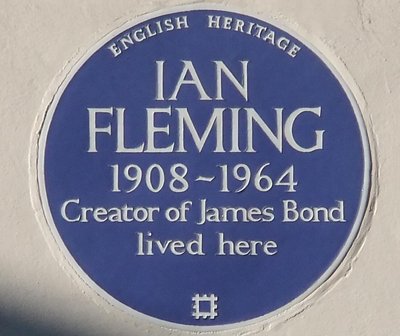 ENGLISH HERITAGE
IAN
FLEMING
1908~1964
Creator of James Bond
lived here